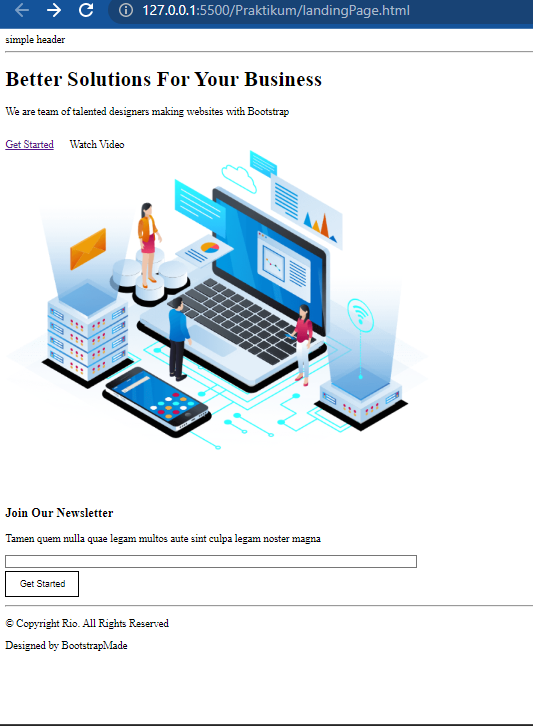 127.0.0.1:5500/Praktikum/landingPage.html
simple header
Better Solutions For Your Business
We are team of talented designers making websites with Bootstrap
Get Started Watch Video
Join Our Newsletter
Tamen quem nulla quae legam multos aute sint culpa legam noster magna
Get Started
© Copyright Rio. All Rights Reserved
Designed by BootstrapMade